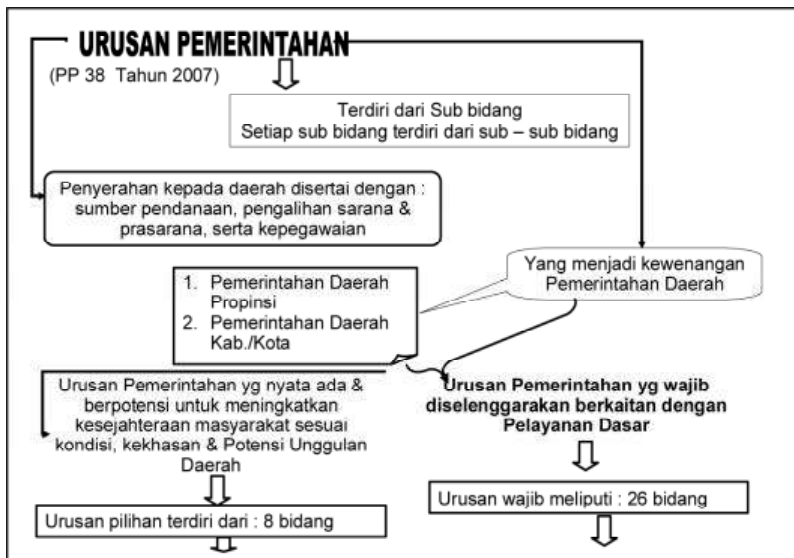 URUSAN PEMERINTAHAN
(PP 38 Tahun 2007)
Terdiri dari Sub bidang
Setiap sub bidang terdiri dari sub – sub bidang
Penyerahan kepada daerah disertai dengan :
sumber pendanaan, pengalihan sarana &
prasarana, serta kepegawaian
Yang menjadi kewenangan
Pemerintahan Daerah
1. Pemerintahan Daerah
Propinsi
2. Pemerintahan Daerah
Kab./Kota
Urusan Pemerintahan yg nyata ada &
berpotensi untuk meningkatkan
kesejahteraan masyarakat sesuai
kondisi, kekhasan & Potensi Unggulan
Daerah
Urusan Pemerintahan yg wajib
diselenggarakan berkaitan dengan
Pelayanan Dasar
Urusan wajib meliputi : 26 bidang
Urusan pilihan terdiri dari : 8 bidang